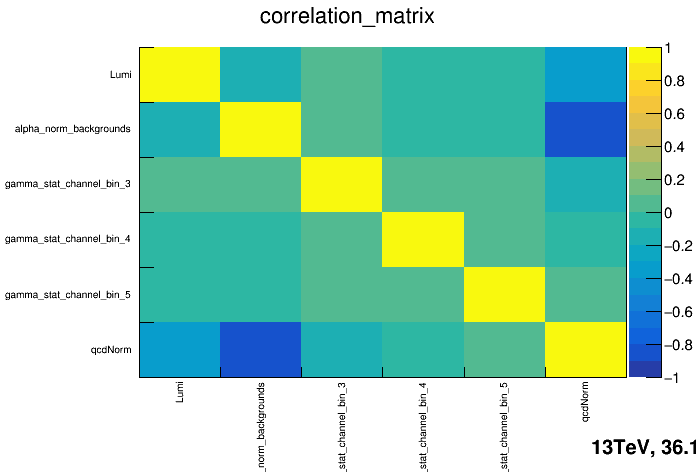 correlation_matrix
Lumi
alpha_norm_backgrounds
gamma_stat_channel_bin_3
gamma_stat_channel_bin_4
gamma_stat_channel_bin_5
qcdNorm
1
0.8
0.6
0.4
0.2
0
−0.2
−0.4
−0.6
−0.8
−1
Lumi
_norm_backgrounds
_stat_channel_bin_3
_stat_channel_bin_4
_stat_channel_bin_5
qcdNorm
13TeV, 36.1